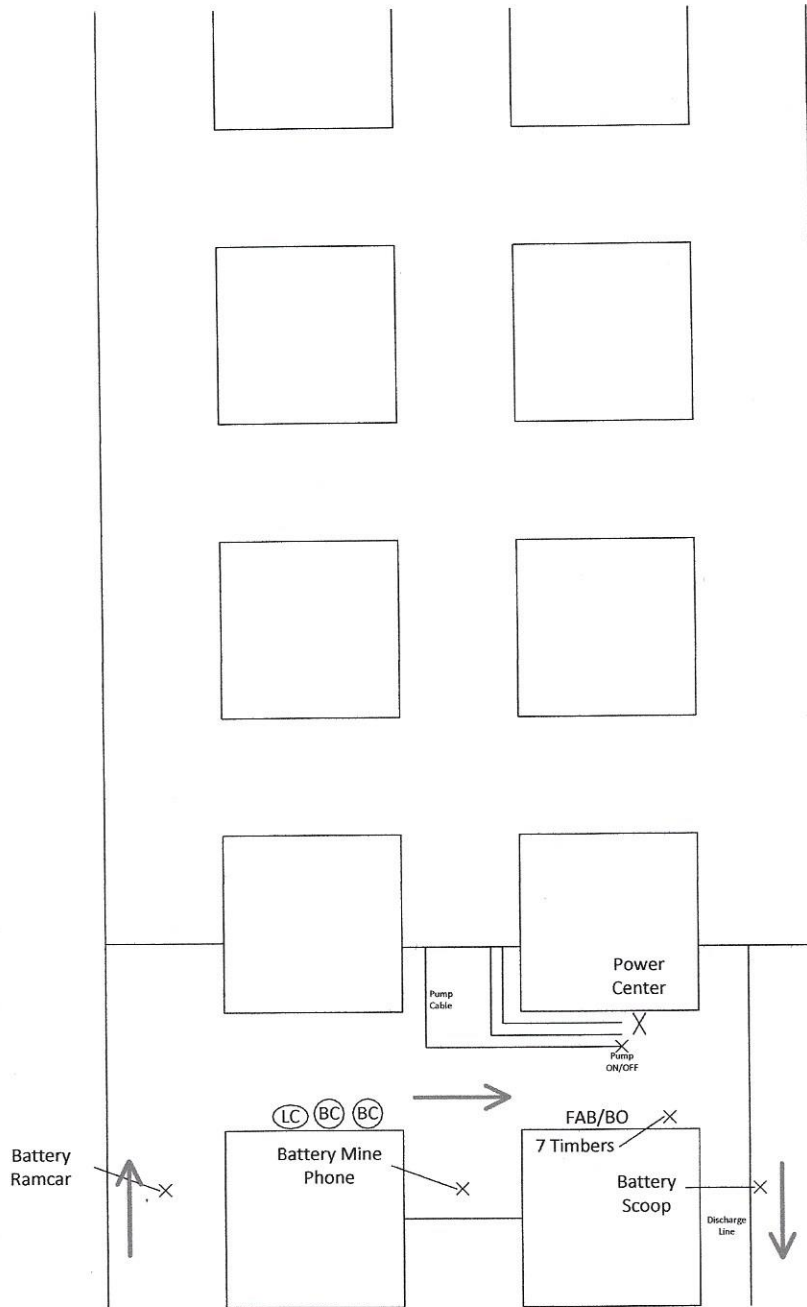 Power
Center
Pump
Cable
Pump
ON/OFF
LC
BC
BC
FAB/BO
7 Timbers
Battery
Ramcar
Battery Mine
Phone
Battery
Scoop
Discharge
Line